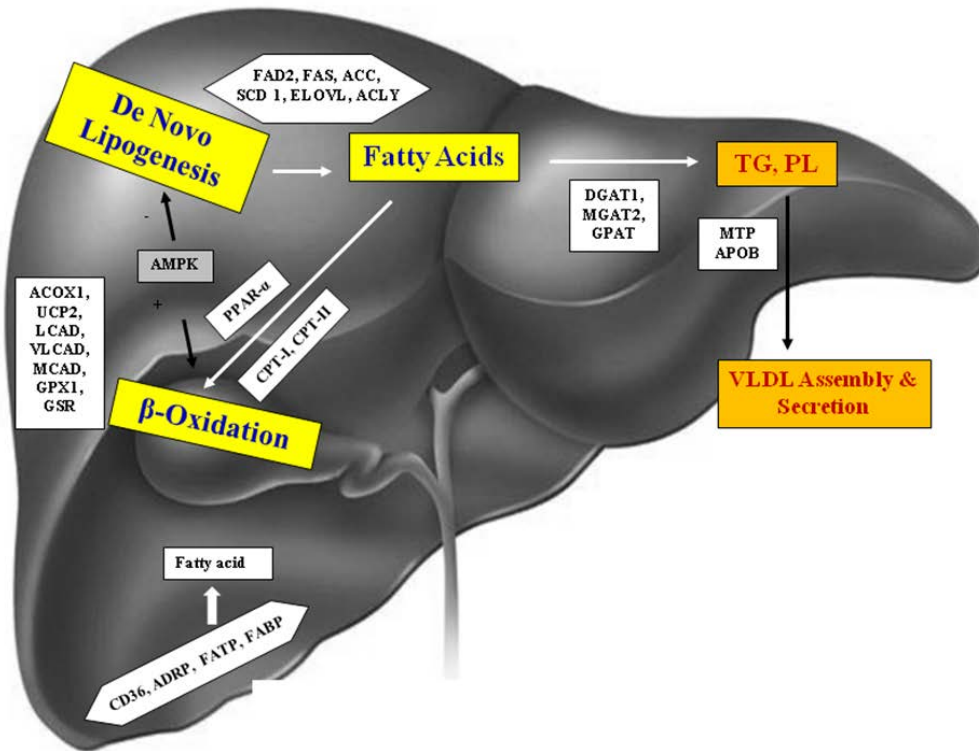 FAD2, FAS, ACC,
SCD 1, ELOVL, ACLY
De Novo
Lipogenesis
Fatty Acids
TG, PL
DGAT1,
MGAT2,
GPAT
MTP
APOB
-
AMPK
+
ACOX1,
UCP2,
LCAD,
VLCAD,
MCAD,
GPX1,
GSR
PPAR-α
CPT-I, CPT-II
β-Oxidation
VLDL Assembly &
Secretion
Fatty acid
CD36, ADRP, FATP, FABP